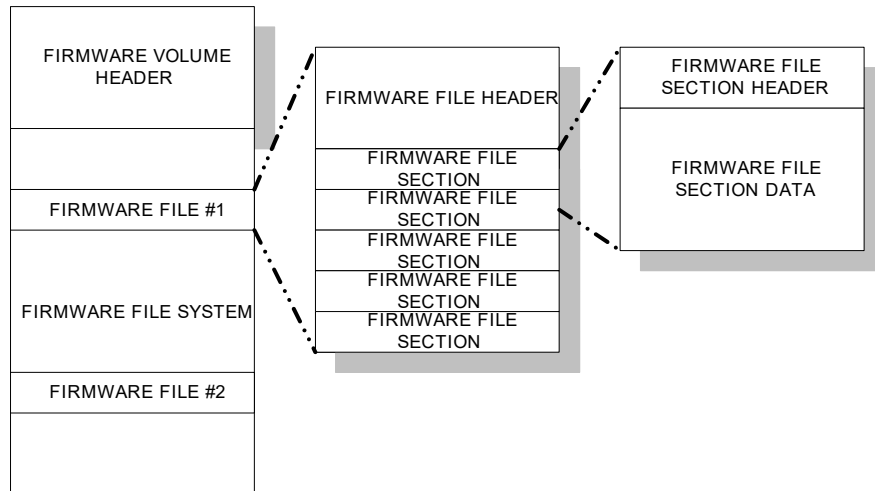 FIRMWARE VOLUME
HEADER
FIRMWARE FILE #1
FIRMWARE FILE SYSTEM
FIRMWARE FILE #2
FIRMWARE FILE HEADER
FIRMWARE FILE
SECTION
FIRMWARE FILE
SECTION
FIRMWARE FILE
SECTION
FIRMWARE FILE
SECTION
FIRMWARE FILE
SECTION
FIRMWARE FILE
SECTION HEADER
FIRMWARE FILE
SECTION DATA